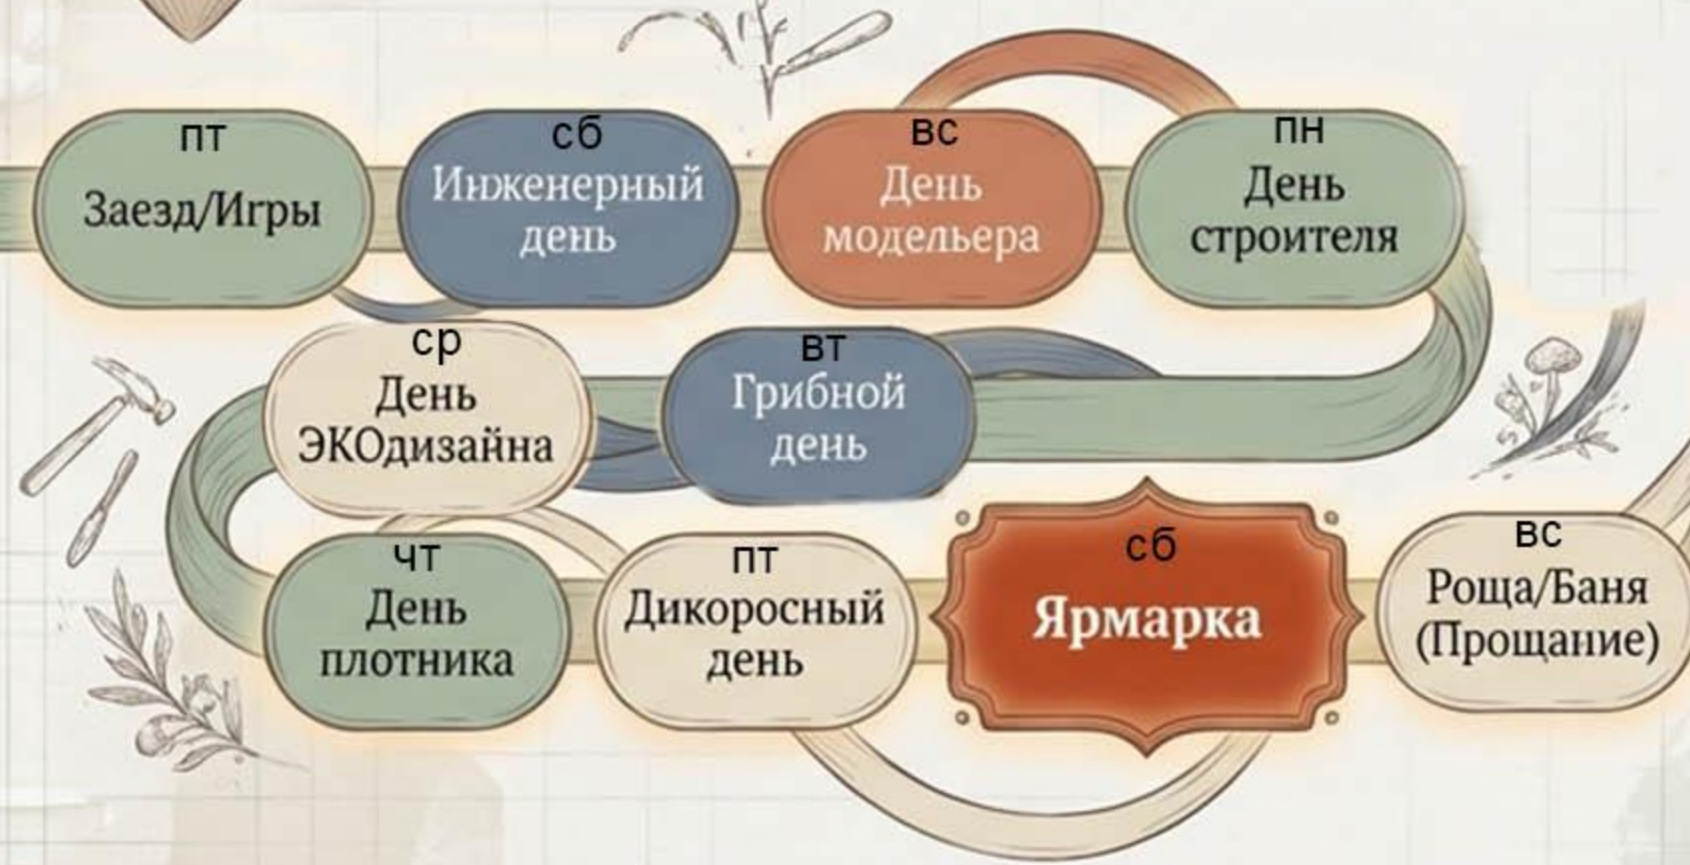 пт
Заезд/Игры
сб
Инженерный
день
вс
День
модельера
пн
День
строителя
ср
День
ЭКОдизайна
вт
Грибной
день
чт
День
плотника
пт
Дикоросный
день
сб
Ярмарка
вс
Роща/Баня
(Прощание)